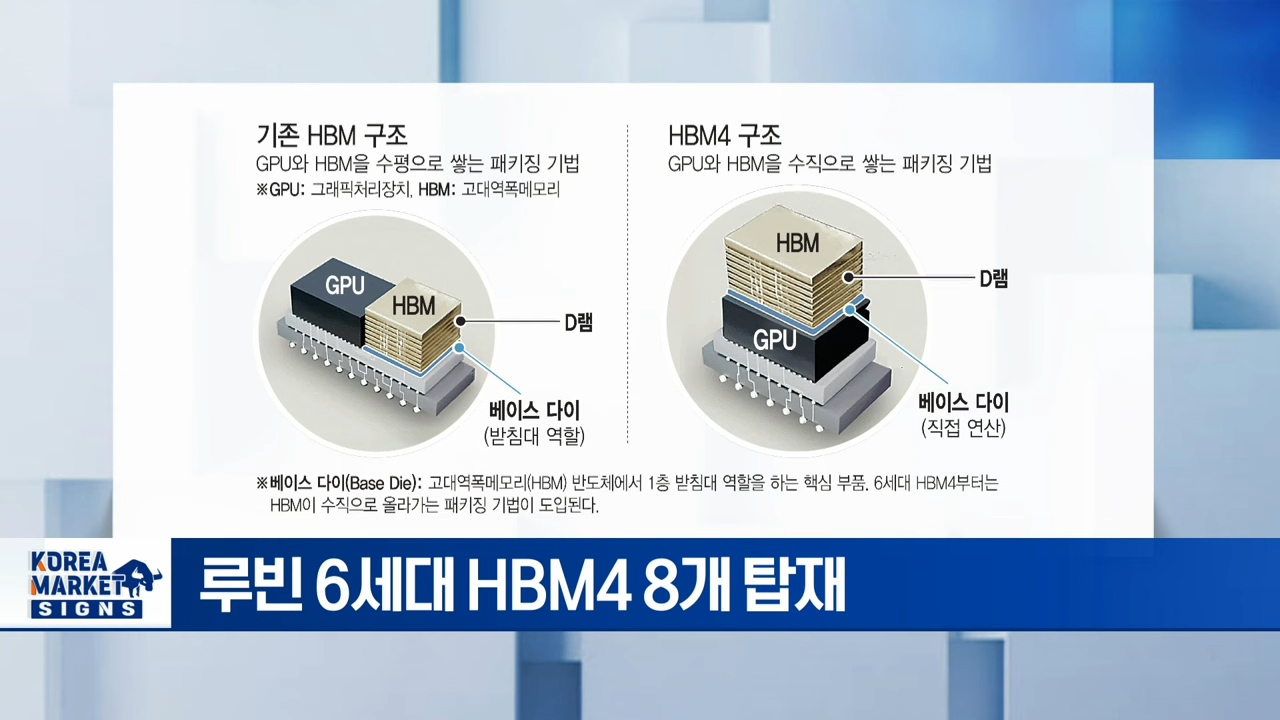 기존 HBM 구조
GPU와 HBM을 수평으로 쌓는 패키징 기법
※GPU: 그래픽처리장치, HBM: 고대역폭메모리
GPU
HBM
D램
베이스 다이
(받침대 역할)
HBM4 구조
GPU와 HBM을 수직으로 쌓는 패키징 기법
HBM
D램
GPU
베이스 다이
(직접 연산)
※베이스 다이(Base Die): 고대역폭메모리(HBM) 반도체에서 1층 받침대 역할을 하는 핵심 부품. 6세대 HBM4부터는
HBM이 수직으로 올라가는 패키징 기법이 도입된다.
KOREA
MARKET
SIGNS
루빈 6세대 HBM4 8개 탑재